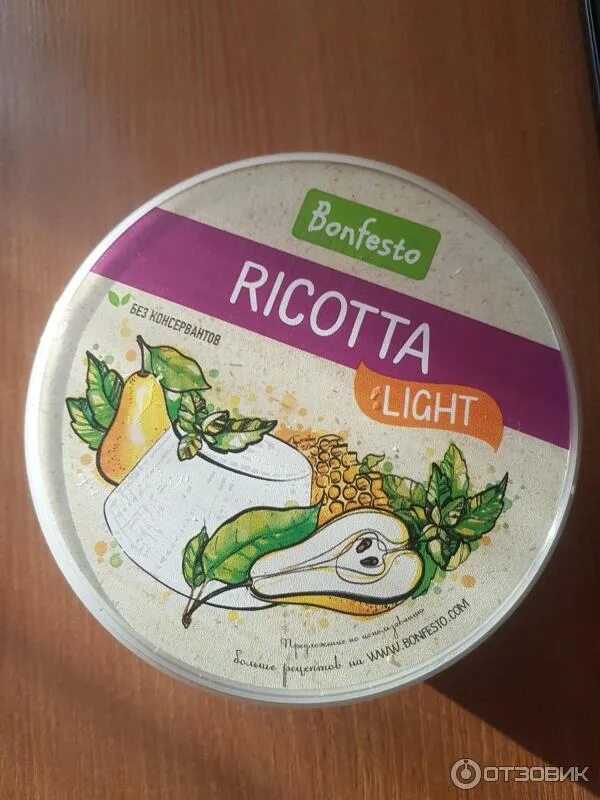 Bonfesto
RICOTTA
LIGHT
БЕЗ КОНСЕРВАНТОВ
Предложение по использованию
больше рецептов на WWW.BONFESTO.COM
ОТЗОВИК